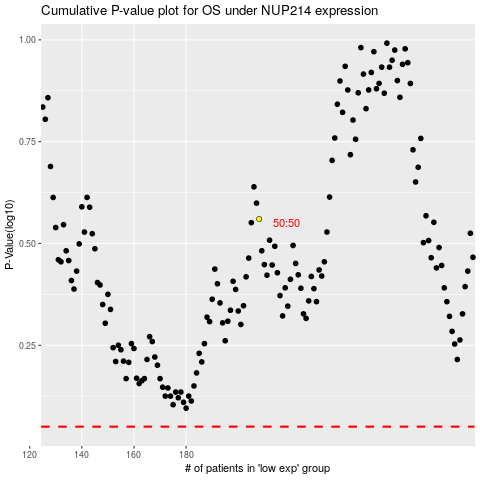 Cumulative P-value plot for OS under NUP214 expression
1.00
0.75
0.50
0.25
P-Value(log10)
50:50
120 140 160 180
# of patients in 'low exp' group